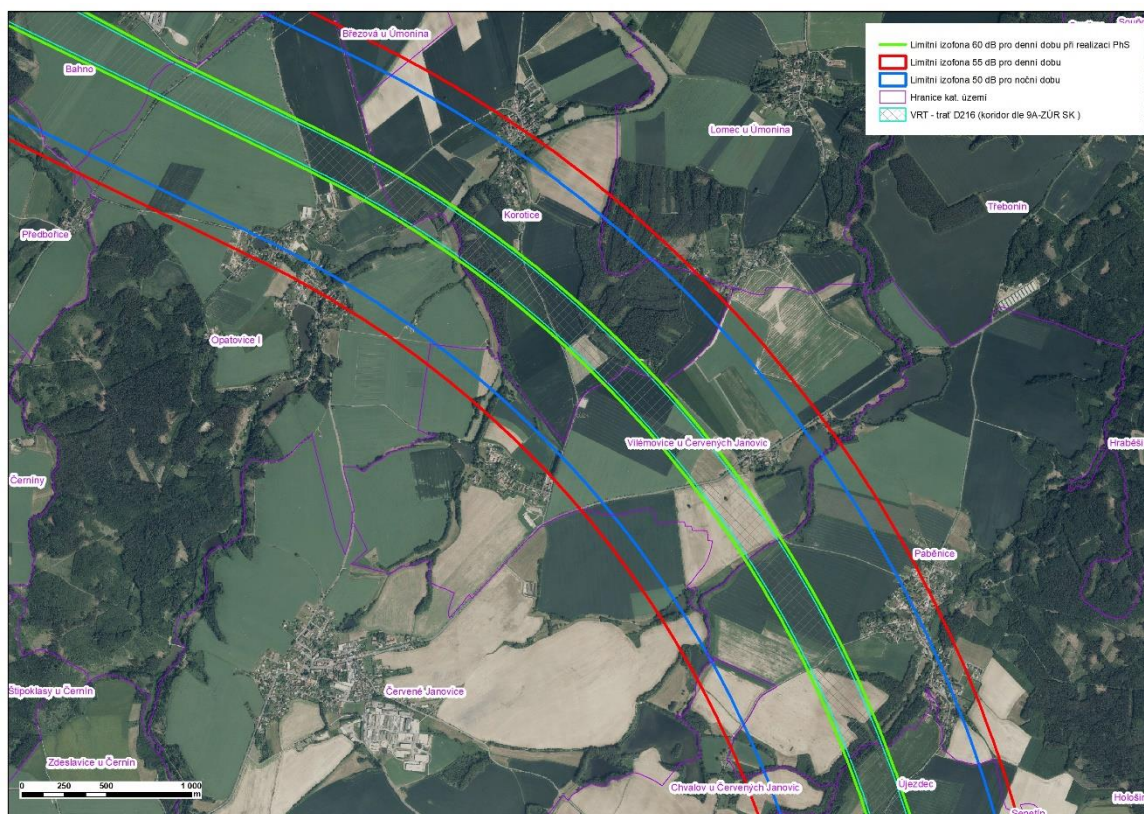 Březová u Úmonína
Bahno
Lomec u Úmonína
Korotice
Třebonín
Předbořice
Opatovice I
Vilémovice u Červených Janovic
Černíny
Paběnice
Štipoklasy u Černín
Červené Janovice
Zdeslavice u Černín
Chvalov u Červených Janovic
Újezdec
Limitní izofona 60 dB pro denní dobu při realizaci PhS
Limitní izofona 55 dB pro denní dobu
Limitní izofona 50 dB pro noční dobu
Hranice kat. území
VRT - trať D216 (koridor dle 9A-ZÚR SK )
0 250 500 1 000
m